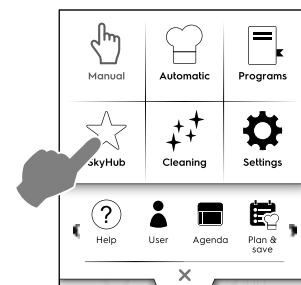 Manual Automatic Programs
SkyHub Cleaning Settings
? Help User Agenda Plan &
save